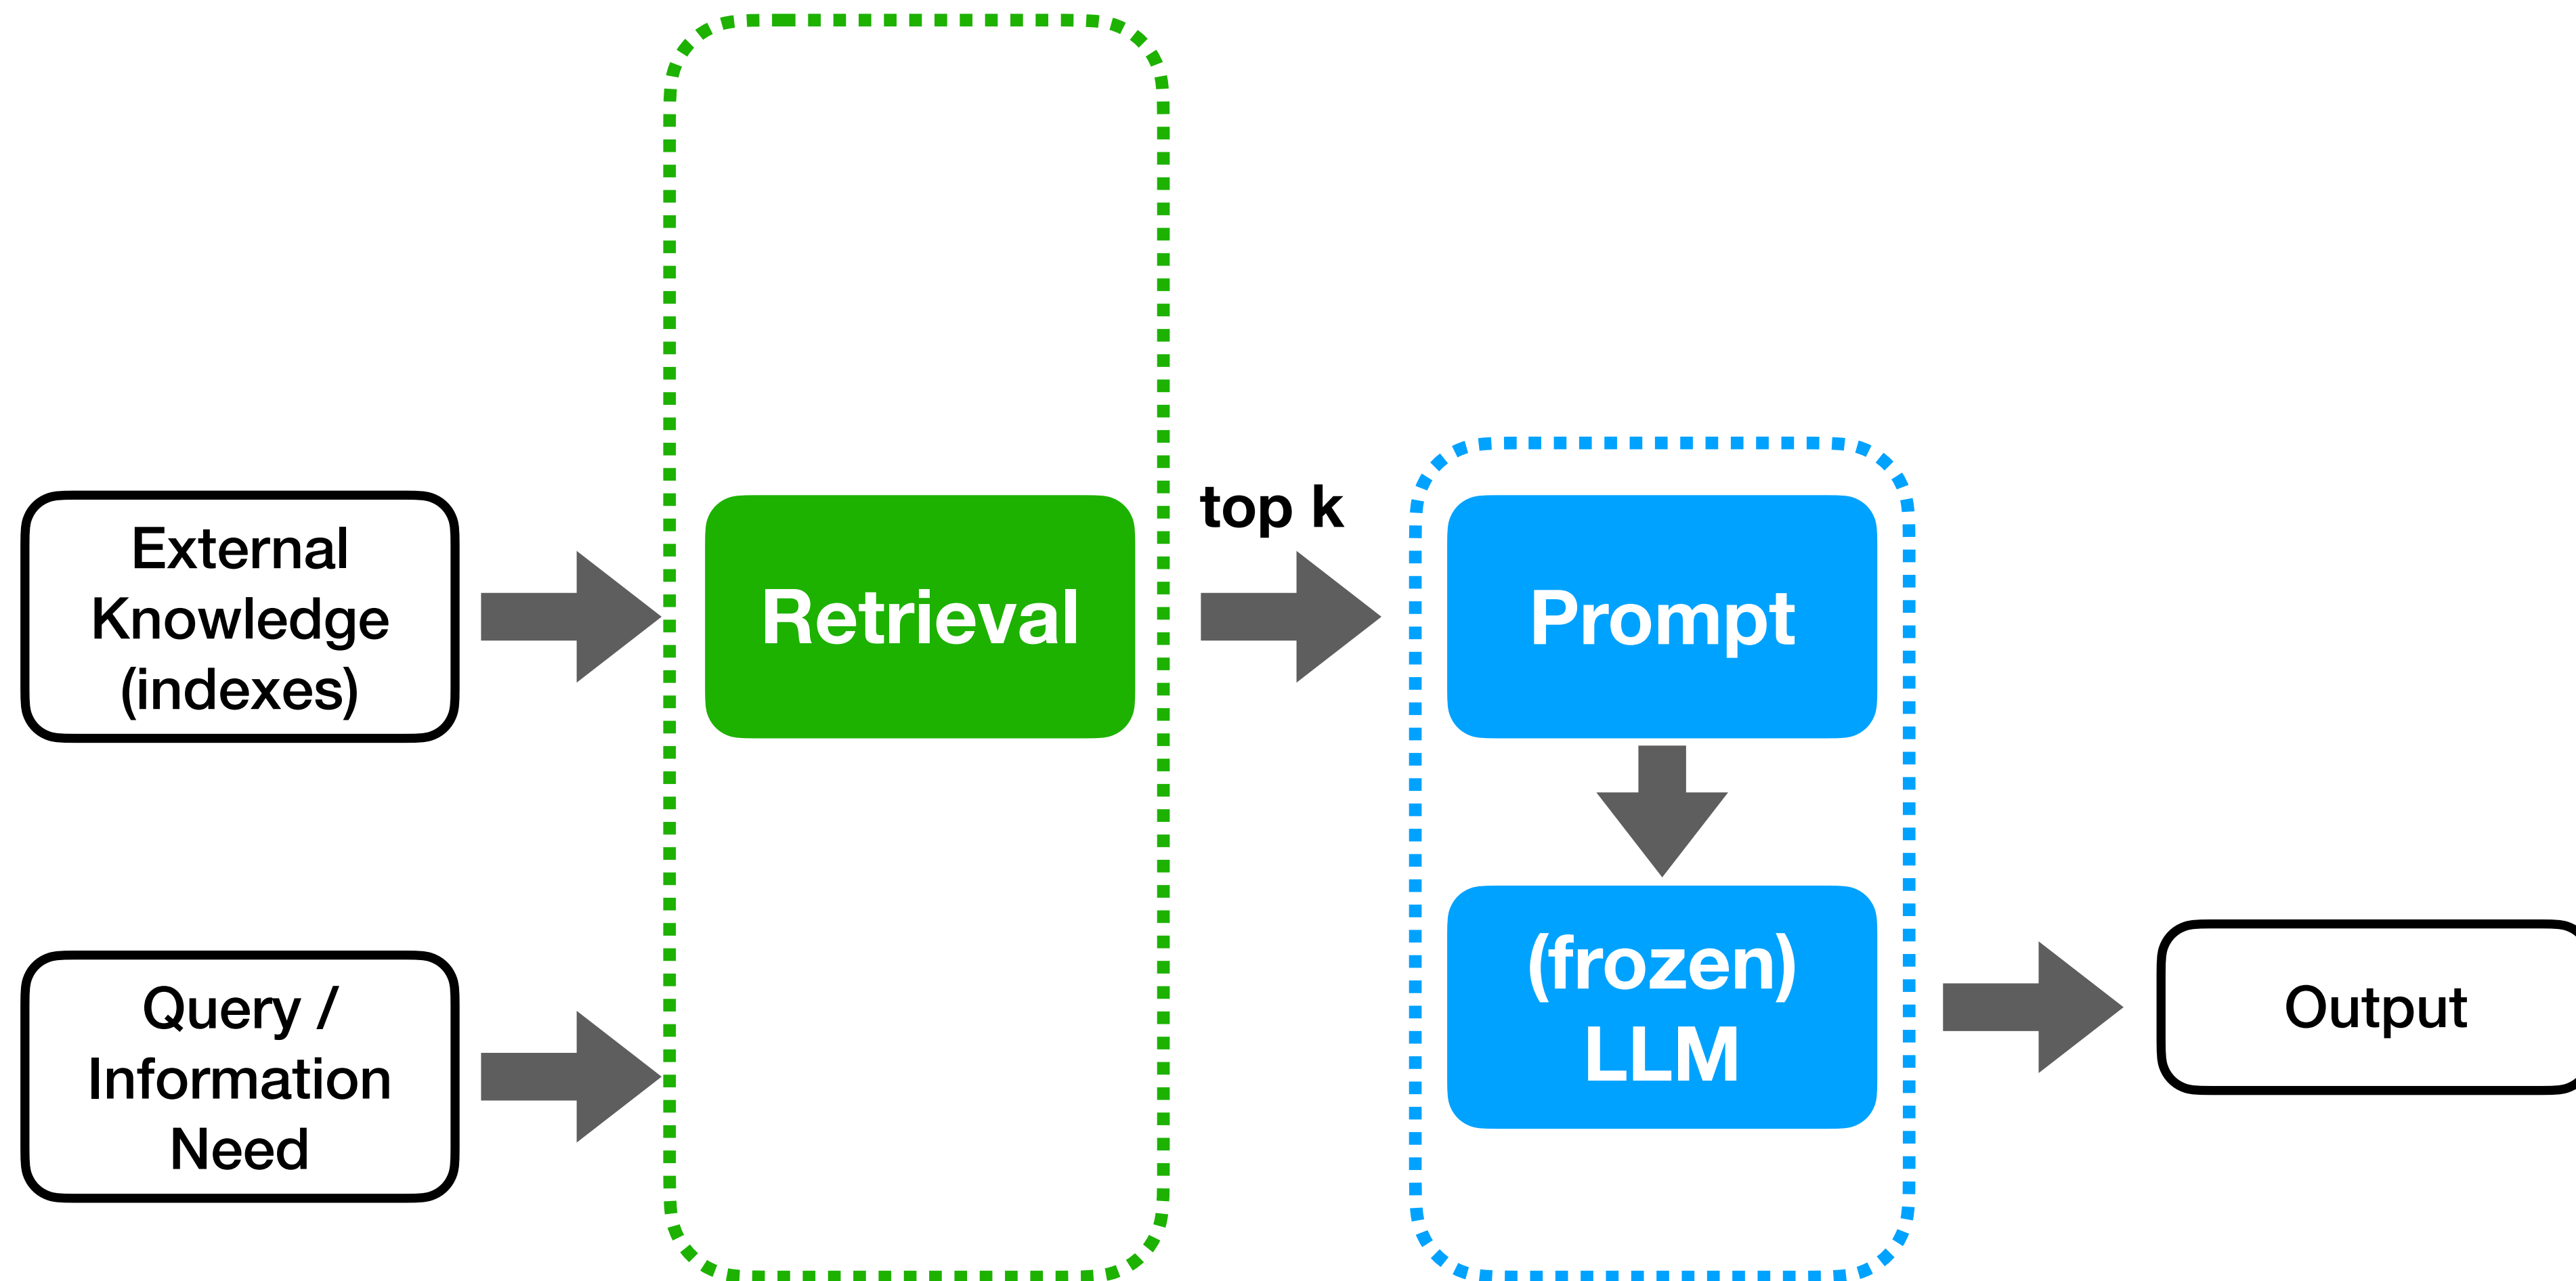 External
Knowledge
(indexes)
Query /
Information
Need
Retrieval
top k
Prompt
(frozen)
LLM
Output